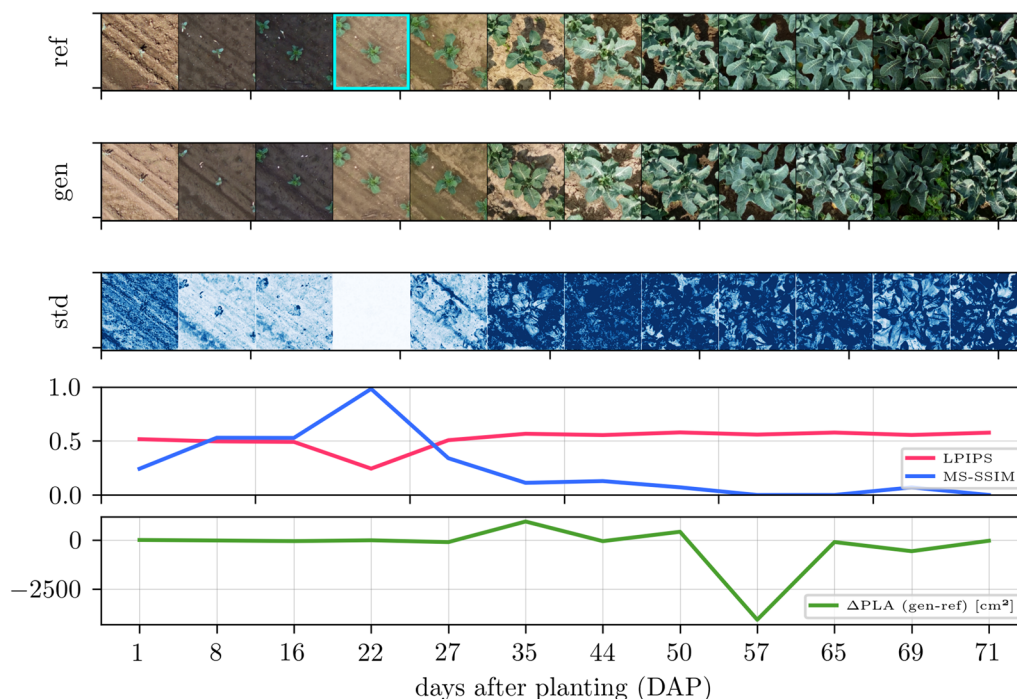 ref
gen
std
1.0
0.5
0.0
LPIPS
MS-SSIM
0
−2500
ΔPLA (gen-ref) [cm²]
1 8 16 22 27 35 44 50 57 65 69 71
days after planting (DAP)